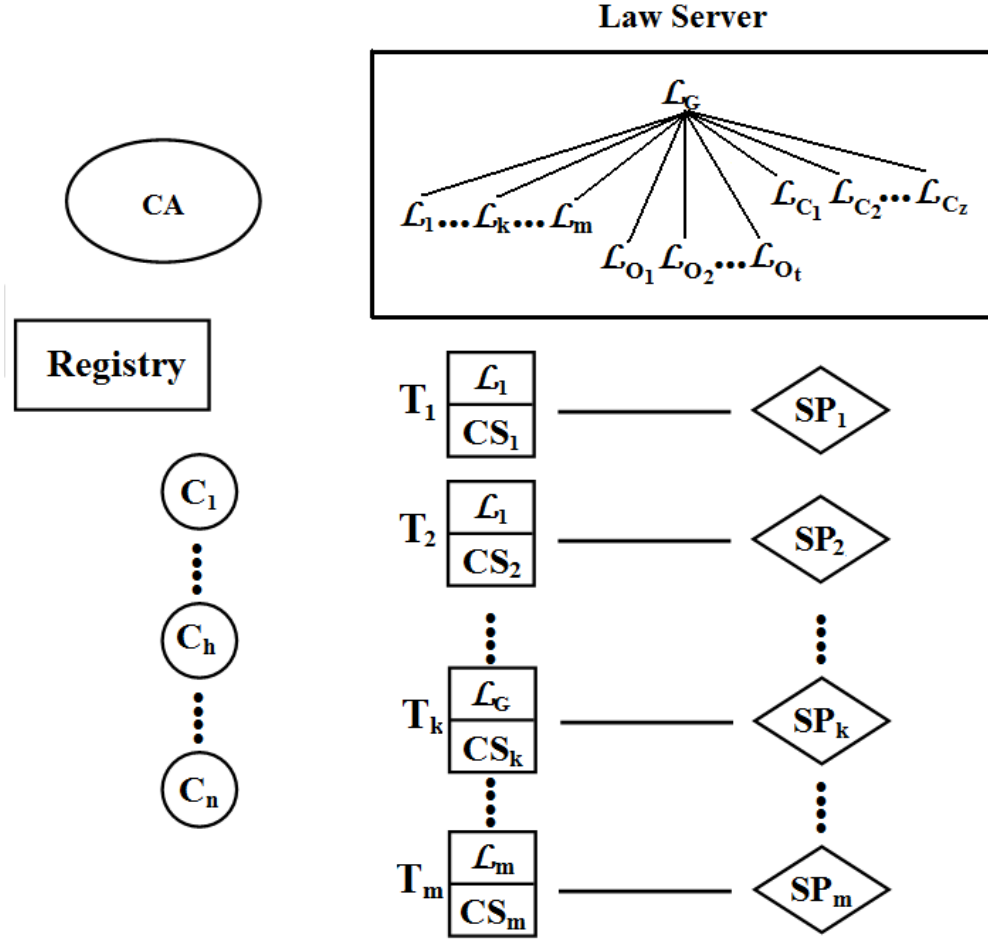 Law Server
ℒG
CA
ℒ1...ℒk...ℒm
ℒC1 ℒC2...ℒCz
ℒO1 ℒO2...ℒOt
Registry
T1 ℒ1 CS1 SP1
T2 ℒ1 CS2 SP2
Tk ℒG CSk SPk
Tm ℒm CSm SPm
C1
Ch
Cn